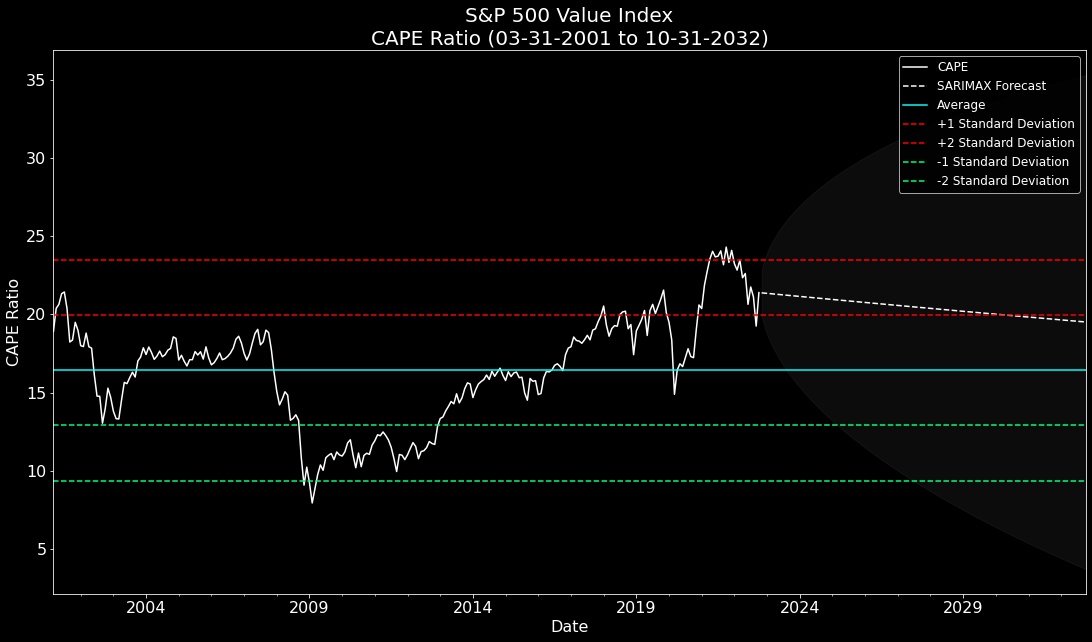 S&P 500 Value Index
CAPE Ratio (03-31-2001 to 10-31-2032)
CAPE
SARIMAX Forecast
Average
+1 Standard Deviation
+2 Standard Deviation
-1 Standard Deviation
-2 Standard Deviation
CAPE Ratio
35
30
25
20
15
10
5
2004 2009 2014 2019 2024 2029
Date